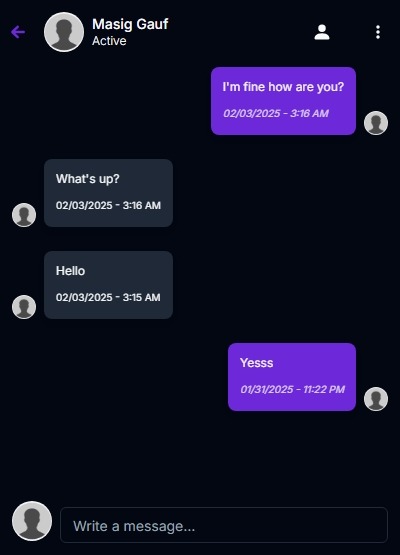 Masig Gauf
Active
I'm fine how are you?
02/03/2025 - 3:16 AM
What's up?
02/03/2025 - 3:16 AM
Hello
02/03/2025 - 3:15 AM
Yesss
01/31/2025 - 11:22 PM
Write a message...